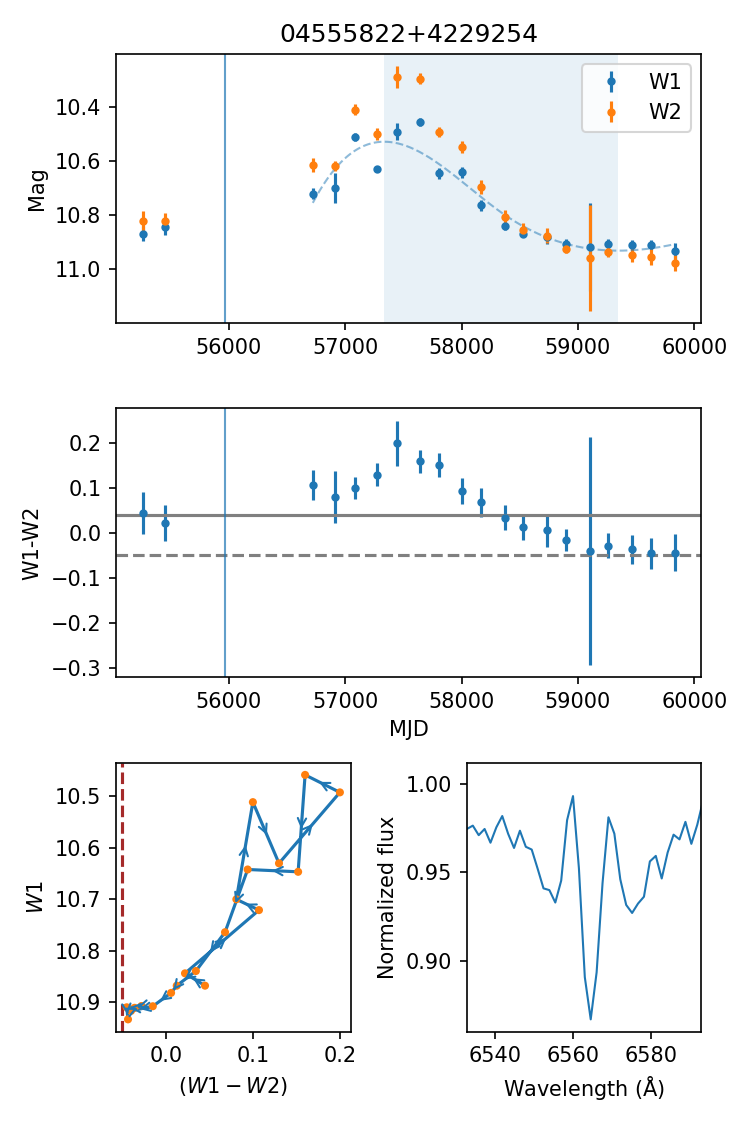 04555822+4229254
W1
W2
Mag
10.4
10.6
10.8
11.0
56000 57000 58000 59000 60000
W1-W2
0.2
0.1
0.0
−0.1
−0.2
−0.3
56000 57000 58000 59000 60000
MJD
W1
10.5
10.6
10.7
10.8
10.9
0.0 0.1 0.2
(W1 − W2)
Normalized flux
1.00
0.95
0.90
6540 6560 6580
Wavelength (Å)